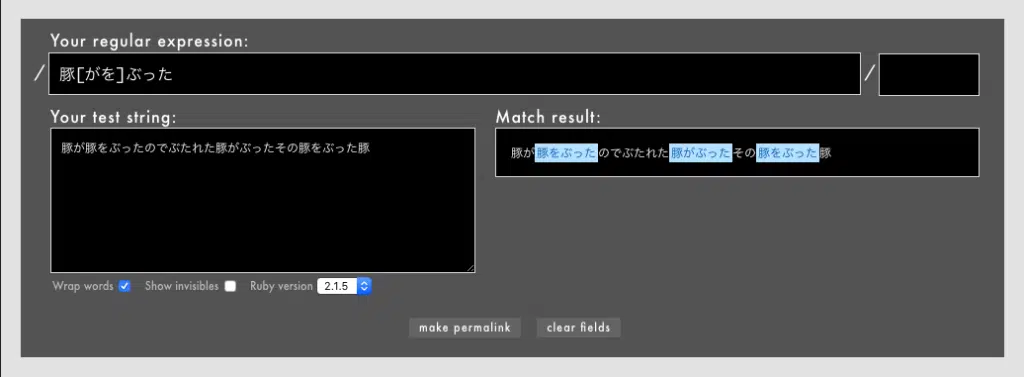 Your regular expression:
/ 豚[がを]ぶった /
Your test string:
豚が豚をぶったのでぶたれた豚がぶったその豚をぶった豚
Match result:
豚が豚をぶったのでぶたれた豚がぶったその豚をぶった豚
Wrap words Show invisibles Ruby version 2.1.5
make permalink clear fields